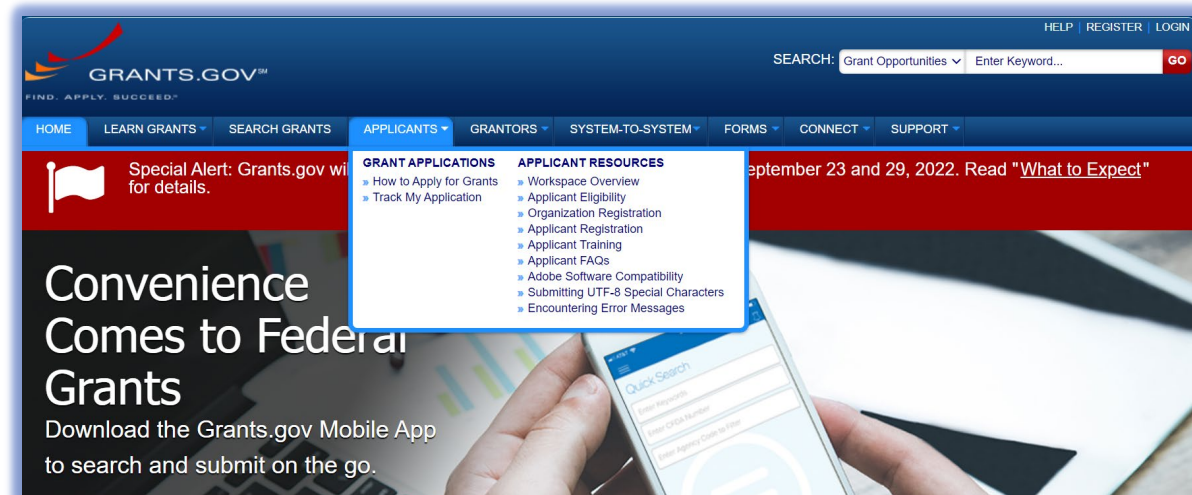 HELP | REGISTER | LOGIN
GRANTS.GOV℠
FIND. APPLY. SUCCEED.℠
SEARCH: Grant Opportunities Enter Keyword... GO
HOME LEARN GRANTS SEARCH GRANTS APPLICANTS GRANTORS SYSTEM-TO-SYSTEM FORMS CONNECT SUPPORT
Special Alert: Grants.gov wil
eptember 23 and 29, 2022. Read "What to Expect"
for details.
GRANT APPLICATIONS
» How to Apply for Grants
» Track My Application
APPLICANT RESOURCES
» Workspace Overview
» Applicant Eligibility
» Organization Registration
» Applicant Registration
» Applicant Training
» Applicant FAQs
» Adobe Software Compatibility
» Submitting UTF-8 Special Characters
» Encountering Error Messages
Convenience
Comes to Federal
Grants
Download the Grants.gov Mobile App
to search and submit on the go.
AT&T
Quick Search
Enter Keywords
Enter CFDA Number
Enter Agency Code to Filter